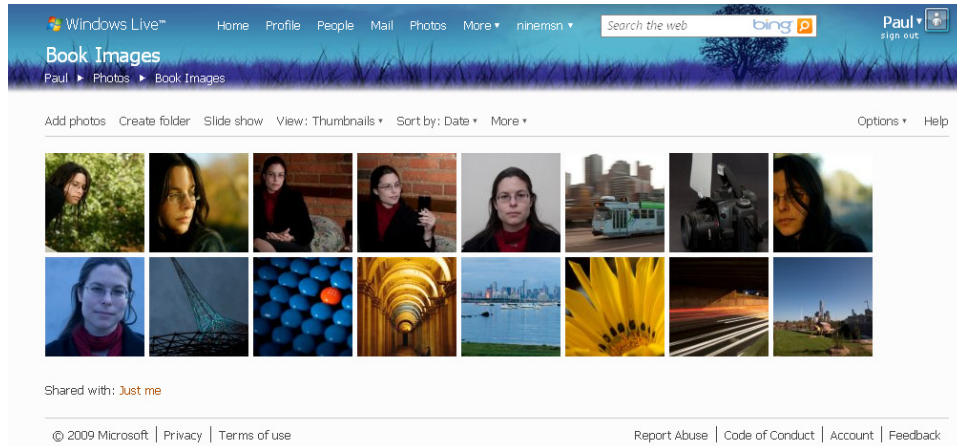 Windows Live™ Home Profile People Mail Photos More ninemsn Search the web bing Paul
sign out
Book Images
Paul ► Photos ► Book Images
Add photos Create folder Slide show View: Thumbnails Sort by: Date More Options Help
Shared with: Just me
© 2009 Microsoft | Privacy | Terms of use Report Abuse | Code of Conduct | Account | Feedback